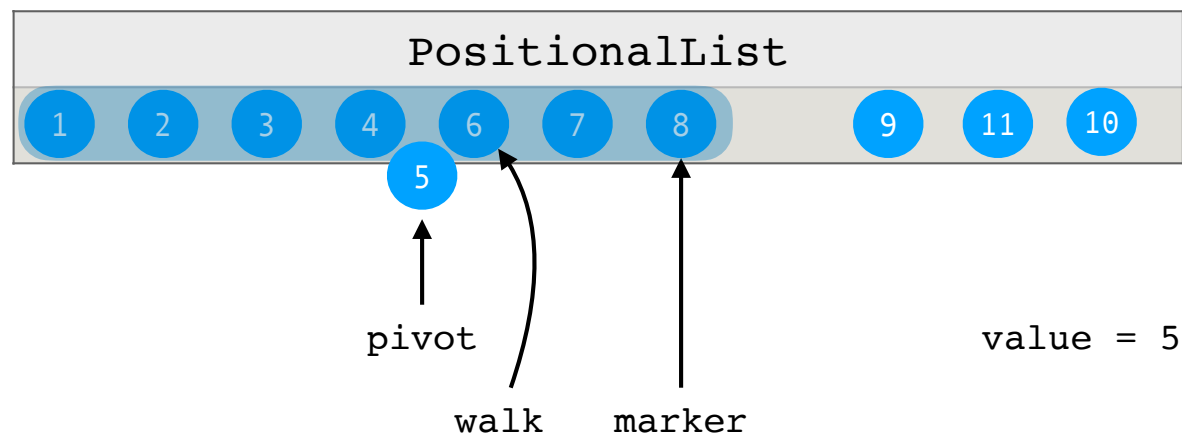 PositionalList
1 2 3 4 6 7 8 9 11 10
5
pivot
value = 5
walk marker